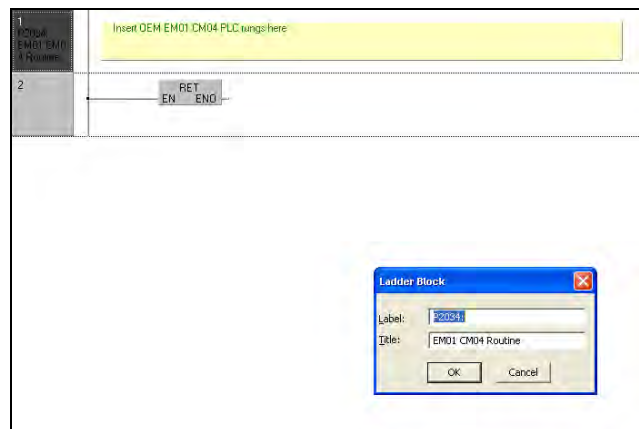 1
P2034:
EM01 CM0
4 Routine
Insert OEM EM01 CM04 PLC rungs here
2
RET
EN ENO
Ladder Block
Label: P2034:
Title: EM01 CM04 Routine
OK Cancel